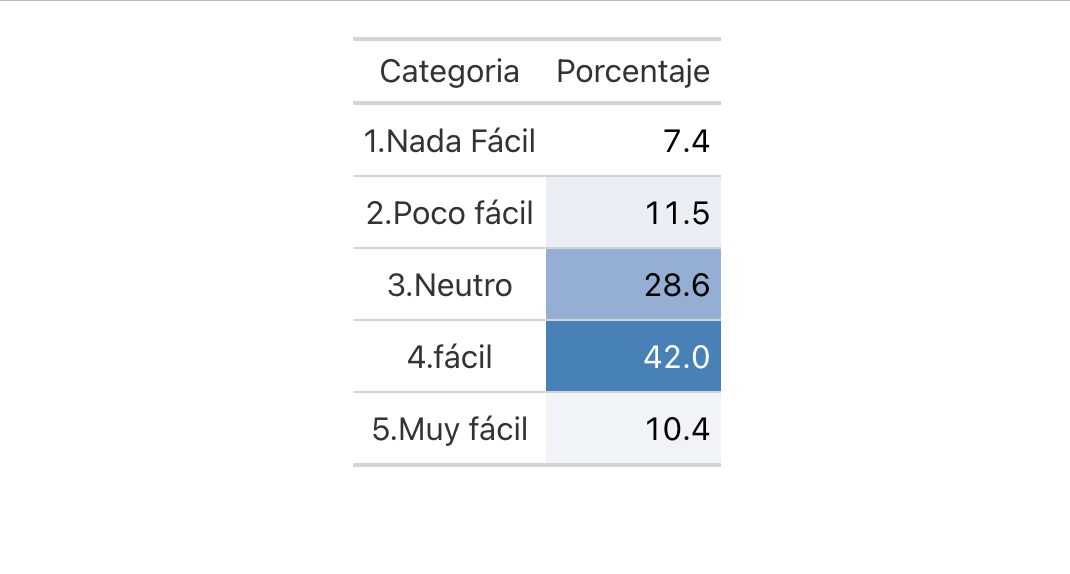 Categoria Porcentaje
1.Nada Fácil 7.4
2.Poco fácil 11.5
3.Neutro 28.6
4.fácil 42.0
5.Muy fácil 10.4